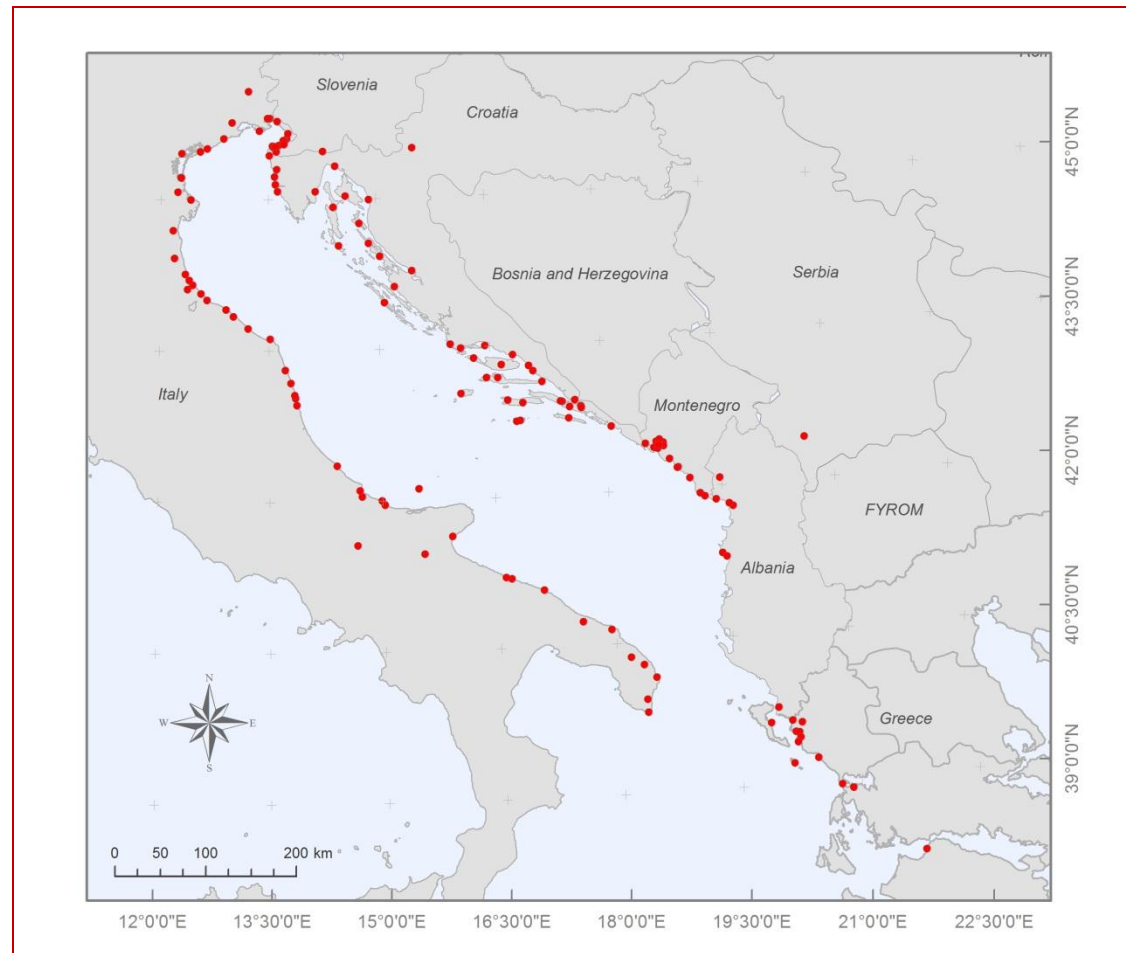 Slovenia
Croatia
Bosnia and Herzegovina
Serbia
Italy
Montenegro
FYROM
Albania
Greece
N
W
E
S
0 50 100 200 km
45°0'0"N
43°30'0"N
42°0'0"N
40°30'0"N
39°0'0"N
12°0'0"E 13°30'0"E 15°0'0"E 16°30'0"E 18°0'0"E 19°30'0"E 21°0'0"E 22°30'0"E